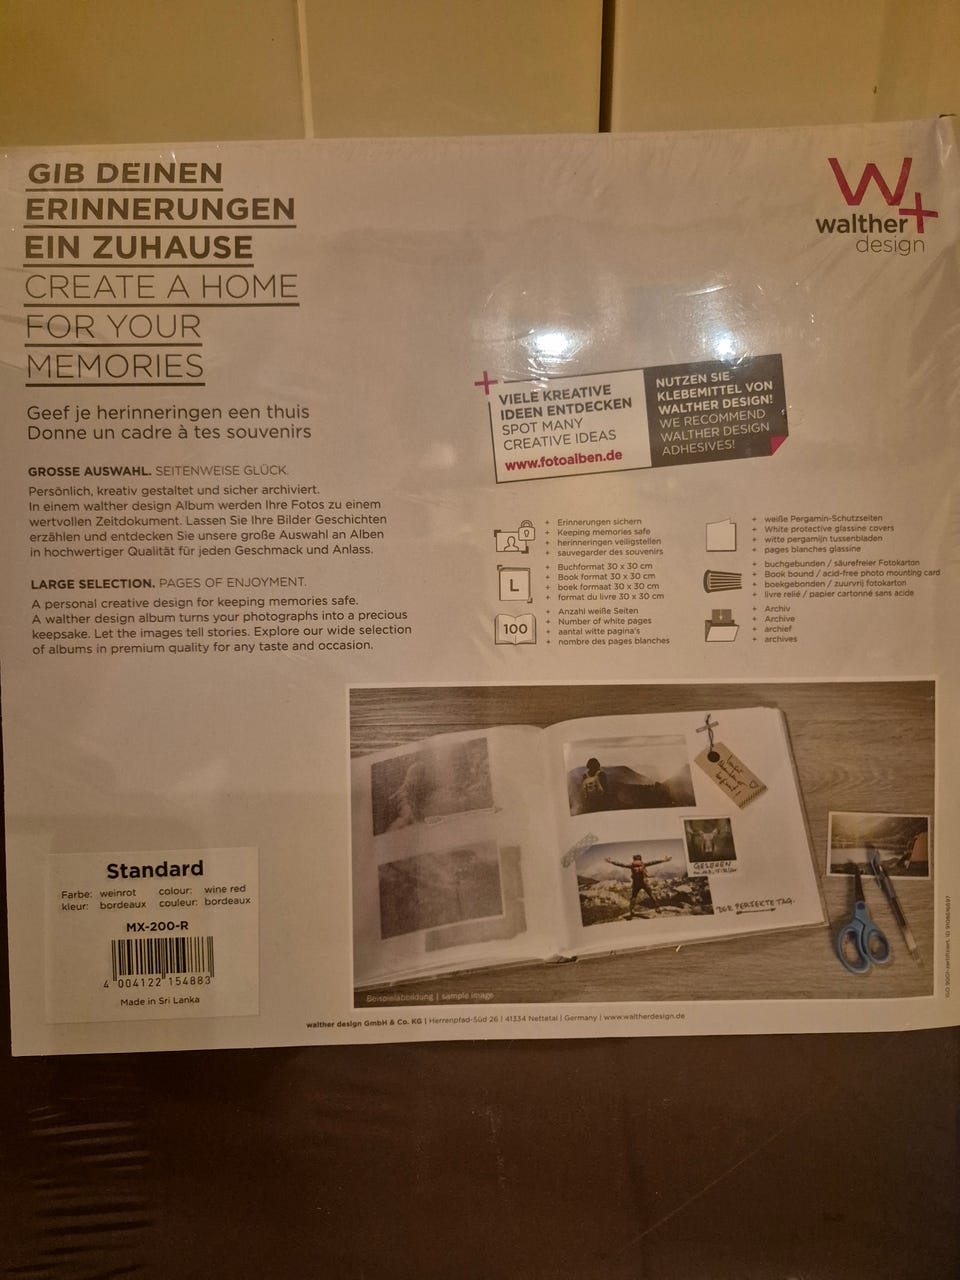 GIB DEINEN
ERINNERUNGEN
EIN ZUHAUSE
CREATE A HOME
FOR YOUR
MEMORIES
Geef je herinneringen een thuis
Donne un cadre à tes souvenirs
GROSSE AUSWAHL. SEITENWEISE GLÜCK.
Persönlich, kreativ gestaltet und sicher archiviert.
In einem walther design Album werden Ihre Fotos zu einem
wertvollen Zeitdokument. Lassen Sie Ihre Bilder Geschichten
erzählen und entdecken Sie unsere große Auswahl an Alben
in hochwertiger Qualität für jeden Geschmack und Anlass.
LARGE SELECTION. PAGES OF ENJOYMENT.
A personal creative design for keeping memories safe.
A walther design album turns your photographs into a precious
keepsake. Let the images tell stories. Explore our wide selection
of albums in premium quality for any taste and occasion.
W+
walther
design
+ VIELE KREATIVE
IDEEN ENTDECKEN
SPOT MANY
CREATIVE IDEAS
www.fotoalben.de
NUTZEN SIE
KLEBEMITTEL VON
WALTHER DESIGN!
WE RECOMMEND
WALTHER DESIGN
ADHESIVES!
+ Erinnerungen sichern
+ Keeping memories safe
+ herinneringen veiligstellen
+ sauvegarder des souvenirs
L
+ Buchformat 30 x 30 cm
+ Book format 30 x 30 cm
+ boek formaat 30 x 30 cm
+ format du livre 30 x 30 cm
100
+ Anzahl weiße Seiten
+ Number of white pages
+ aantal witte pagina's
+ nombre des pages blanches
+ weiße Pergamin-Schutzseiten
+ White protective glassine covers
+ witte pergamijn tussenbladen
+ pages blanches glassine
+ buchgebunden / säurefreier Fotokarton
+ Book bound / acid-free photo mounting card
+ boekgebonden / zuurvrij fotokarton
+ livre relié / papier cartonné sans acide
+ Archiv
+ Archive
+ archief
+ archives
GESEHEN
DER PERFEKTE TAG.
Beispielabbildung | sample image
Standard
Farbe: weinrot colour: wine red
kleur: bordeaux couleur: bordeaux
MX-200-R
4 004122 154883
Made in Sri Lanka
walther design GmbH & Co. KG | Herrenpfad-Süd 26 | 41334 Nettetal | Germany | www.waltherdesign.de